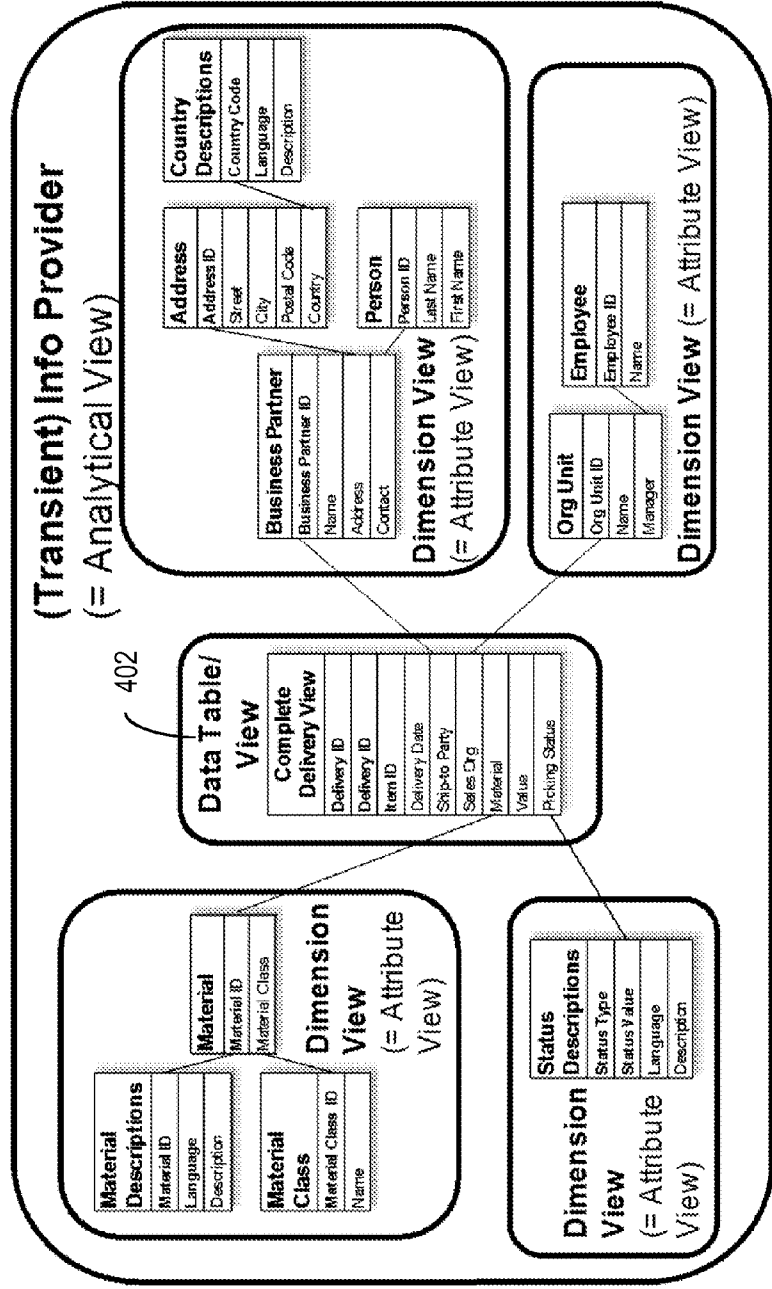 (Transient) Info Provider
(= Analytical View)
Material
Descriptions
Material ID
Language
Description
Material
Class
Material Class ID
Name
Material
Material ID
Material Class
Dimension
View
(= Attribute
View)
Dimension
View
(= Attribute
View)
Status
Descriptions
Status Type
Status Value
Language
Description
402
Data Table/
View
Complete
Delivery View
Delivery ID
Delivery ID
Item ID
Delivery Date
Ship-to Party
Sales Org
Material
Value
Picking Status
Business Partner
Business Partner ID
Name
Address
Contact
Address
Address ID
Street
City
Postal Code
Country
Country
Descriptions
Country Code
Language
Description
Person
Person ID
Last Name
First Name
Dimension View
(= Attribute View)
Org Unit
Org Unit ID
Name
Manager
Employee
Employee ID
Name
Dimension View (= Attribute View)